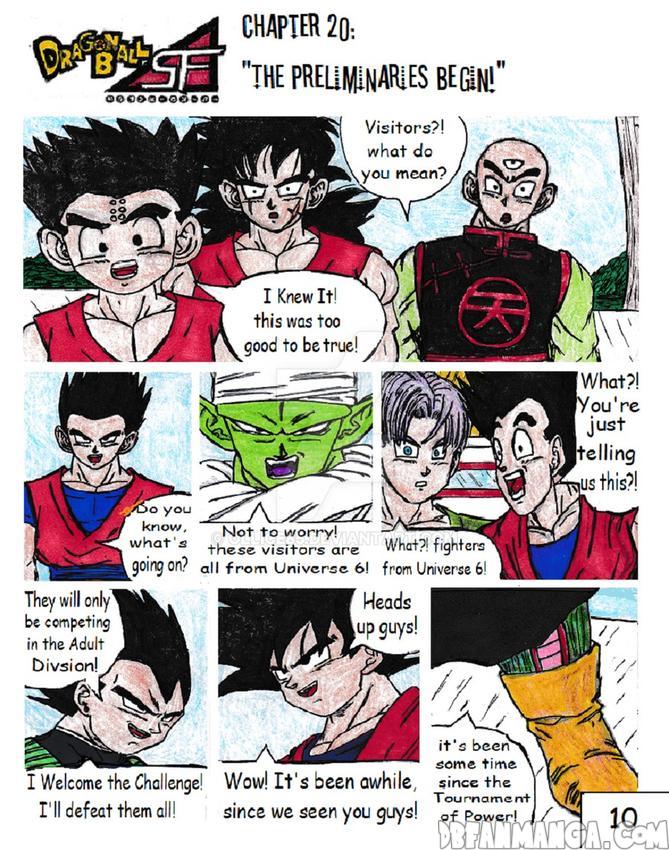 DRAGON BALL SF
CHAPTER 20:
"THE PRELIMINARIES BEGIN!"
Visitors?!
what do
you mean?
I Knew It!
this was too
good to be true!
天
Do you
know,
what's
going on?
Not to worry!
these visitors are
all from Universe 6!
What?!
You're
just
telling
us this?!
What?! fighters
from Universe 6!
They will only
be competing
in the Adult
Divsion!
I Welcome the Challenge!
I'll defeat them all!
Heads
up guys!
Wow! It's been awhile,
since we seen you guys!
it's been
some time
since the
Tournament
of Power!
10
DBFANMANGA.COM